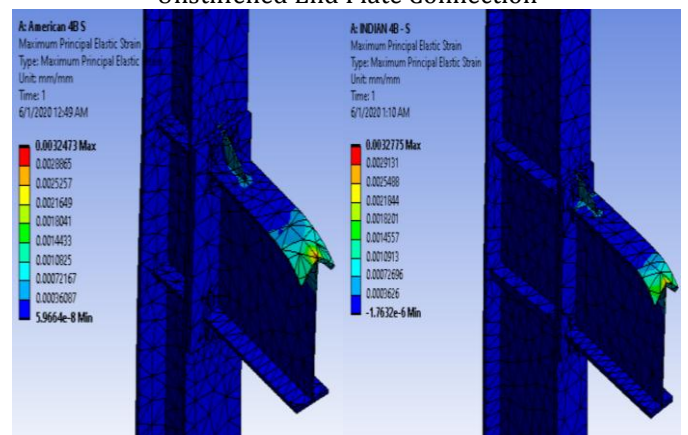 Unstiffened End Plate Connection
A: American 4B S
Maximum Principal Elastic Strain
Type: Maximum Principal Elastic Strain
Unit: mm/mm
Time: 1
6/1/2020 12:49 AM
0.0032473 Max
0.0028865
0.0025257
0.0021649
0.0018041
0.0014433
0.0010825
0.00072167
0.00036087
5.9664e-8 Min
A: INDIAN 4B - S
Maximum Principal Elastic Strain
Type: Maximum Principal Elastic Strain
Unit: mm/mm
Time: 1
6/1/2020 1:10 AM
0.0032775 Max
0.0029131
0.0025488
0.0021844
0.0018201
0.0014557
0.0010913
0.00072696
0.0003626
-1.7632e-6 Min